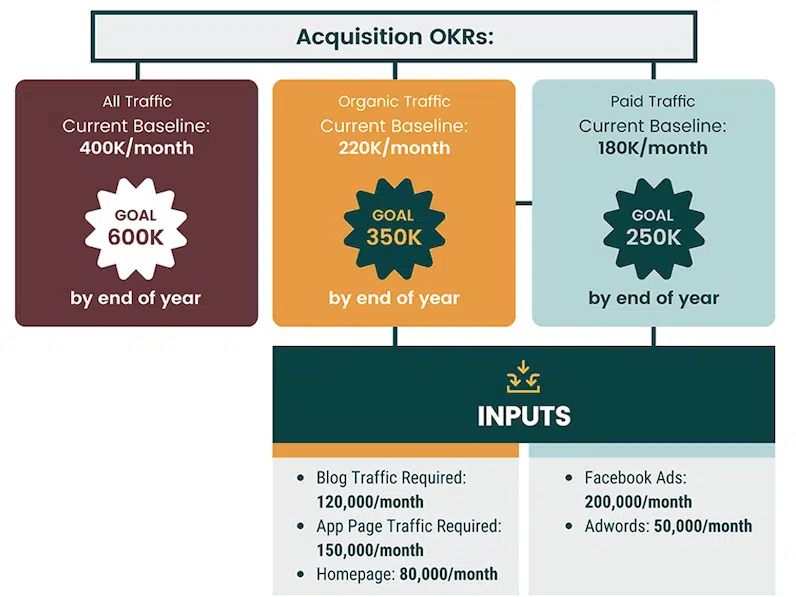 Acquisition OKRs:
All Traffic
Current Baseline:
400K/month
GOAL
600K
by end of year
Organic Traffic
Current Baseline:
220K/month
GOAL
350K
by end of year
Paid Traffic
Current Baseline:
180K/month
GOAL
250K
by end of year
INPUTS
• Blog Traffic Required:
120,000/month
• App Page Traffic Required:
150,000/month
• Homepage: 80,000/month
• Facebook Ads:
200,000/month
• Adwords: 50,000/month